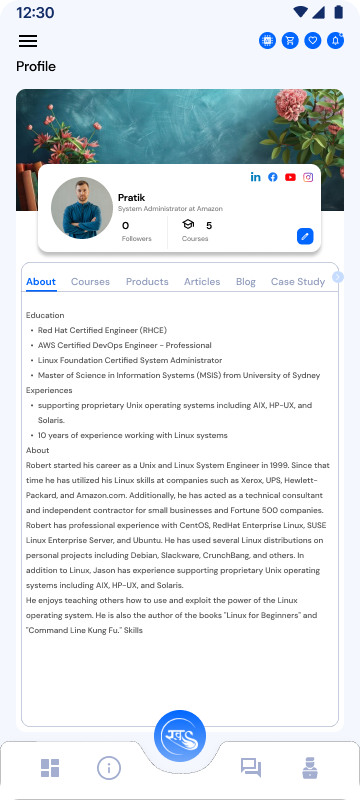 12:30
Profile
Pratik
System Administrator at Amazon
0
5
Followers
Courses
About Courses Products Articles Blog Case Study
Education
• Red Hat Certified Engineer (RHCE)
• AWS Certified DevOps Engineer - Professional
• Linux Foundation Certified System Administrator
• Master of Science in Information Systems (MSIS) from University of Sydney
Experiences
• supporting proprietary Unix operating systems including AIX, HP-UX, and
Solaris.
• 10 years of experience working with Linux systems
About
Robert started his career as a Unix and Linux System Engineer in 1999. Since that
time he has utilized his Linux skills at companies such as Xerox, UPS, Hewlett-
Packard, and Amazon.com. Additionally, he has acted as a technical consultant
and independent contractor for small businesses and Fortune 500 companies.
Robert has professional experience with CentOS, RedHat Enterprise Linux, SUSE
Linux Enterprise Server, and Ubuntu. He has used several Linux distributions on
personal projects including Debian, Slackware, CrunchBang, and others. In
addition to Linux, Jason has experience supporting proprietary Unix operating
systems including AIX, HP-UX, and Solaris.
He enjoys teaching others how to use and exploit the power of the Linux
operating system. He is also the author of the books "Linux for Beginners" and
"Command Line Kung Fu." Skills